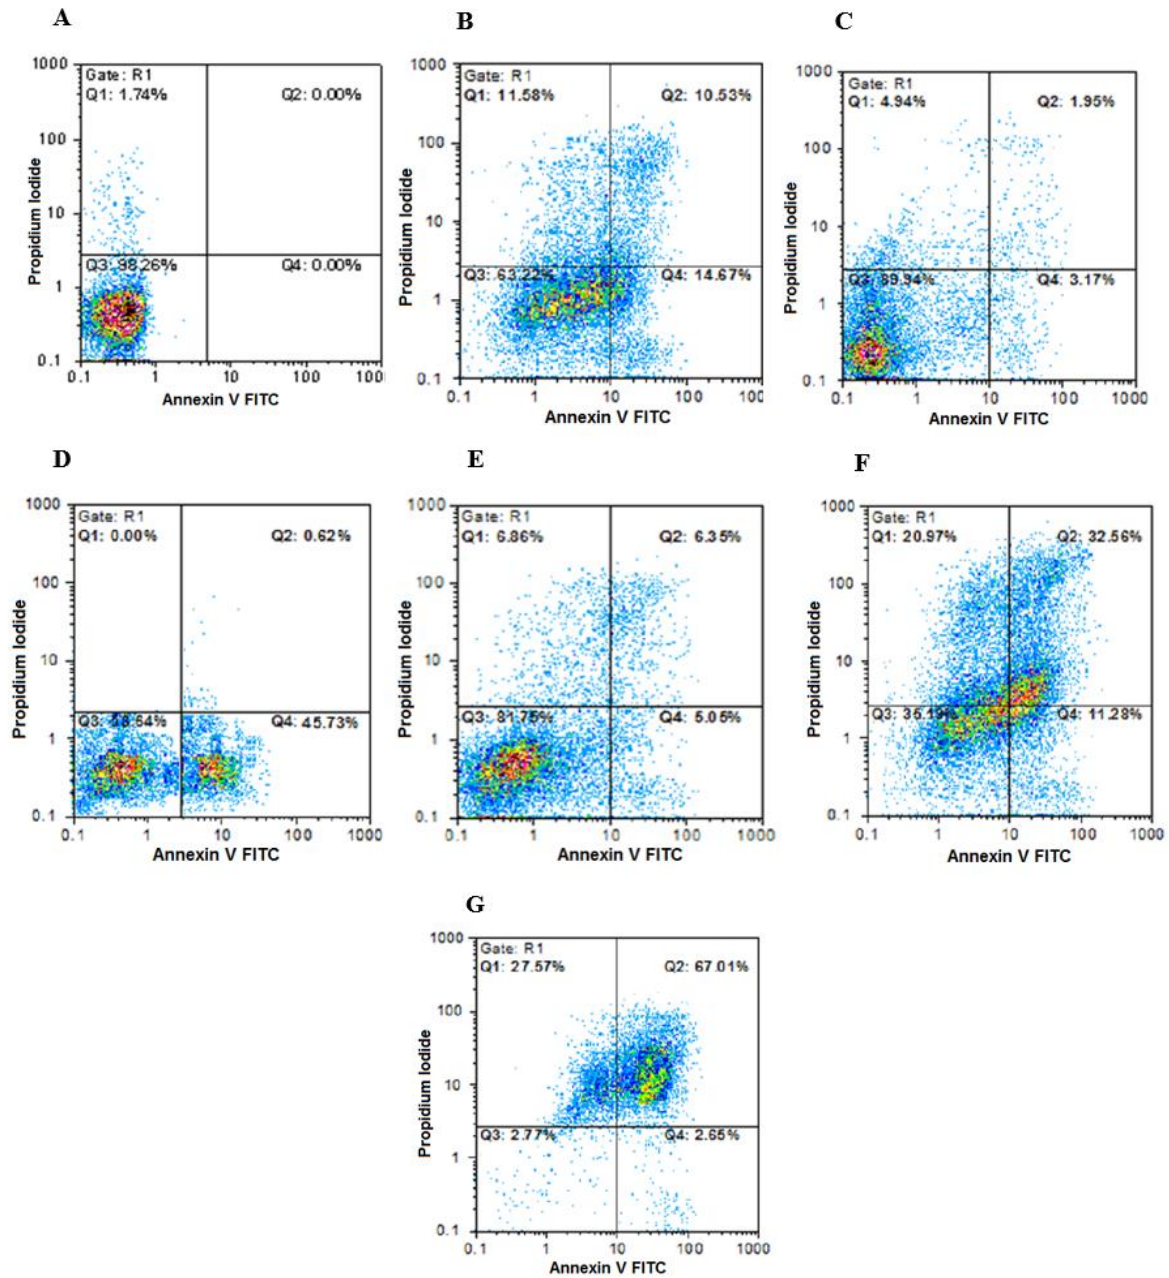 A
1000
Gate: R1
Q1: 1.74%
Q2: 0.00%
100
10
Q3: 98.26%
Q4: 0.00%
1
0.1
0.1
1
10
100
100
Propidium Iodide
Annexin V FITC
B
1000
Gate: R1
Q1: 11.58%
Q2: 10.53%
100
10
Q3: 63.22%
Q4: 14.67%
1
0.1
0.1
1
10
100
1000
Propidium Iodide
Annexin V FITC
C
1000
Gate: R1
Q1: 4.94%
Q2: 1.95%
100
10
Q3: 89.94%
Q4: 3.17%
1
0.1
0.1
1
10
100
1000
Propidium Iodide
Annexin V FITC
D
1000
Gate: R1
Q1: 0.00%
Q2: 0.62%
100
10
Q3:
Q4: 45.73%
1
0.1
0.1
1
10
100
1000
Propidium Iodide
Annexin V FITC
E
1000
Gate: R1
Q1: 6.86%
Q2: 6.35%
100
10
Q3: 81.75%
Q4: 5.05%
1
0.1
0.1
1
10
100
1000
Propidium Iodide
Annexin V FITC
F
1000
Gate: R1
Q1: 20.97%
Q2: 32.56%
100
10
Q3: 35.19%
Q4: 11.28%
1
0.1
0.1
1
10
100
1000
Propidium Iodide
Annexin V FITC
G
1000
Gate: R1
Q1: 27.57%
Q2: 67.01%
100
10
Q3: 2.77%
Q4: 2.65%
1
0.1
0.1
1
10
100
1000
Propidium Iodide
Annexin V FITC